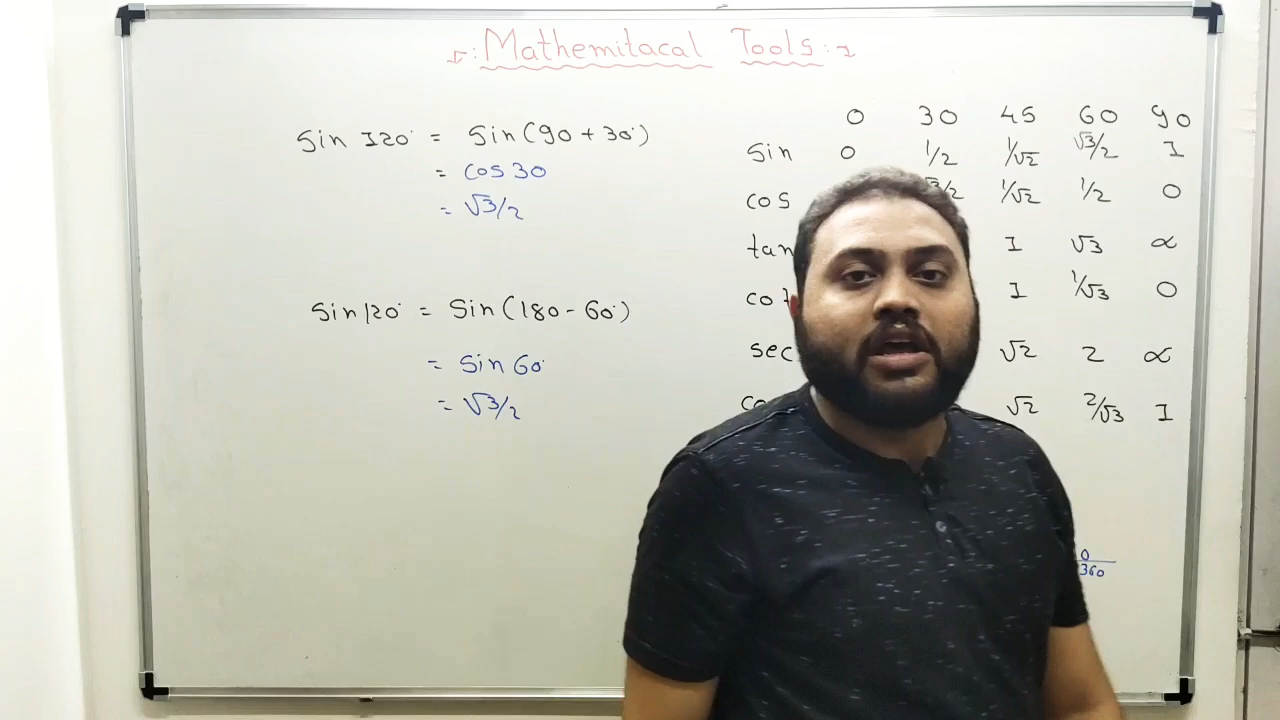 Mathemitacal Tools
Sin 120° = Sin(90 + 30°)
= cos 30
= √3/2
Sin 120° = Sin(180 - 60°)
= Sin 60°
= √3/2
0 30 45 60 90
Sin 0 1/2 1/√2 √3/2 1
cos √3/2 1/√2 1/2 0
tan 1 √3 ∝
cot 1 1/√3 0
sec √2 2 ∝
√2 2/√3 1
0
360